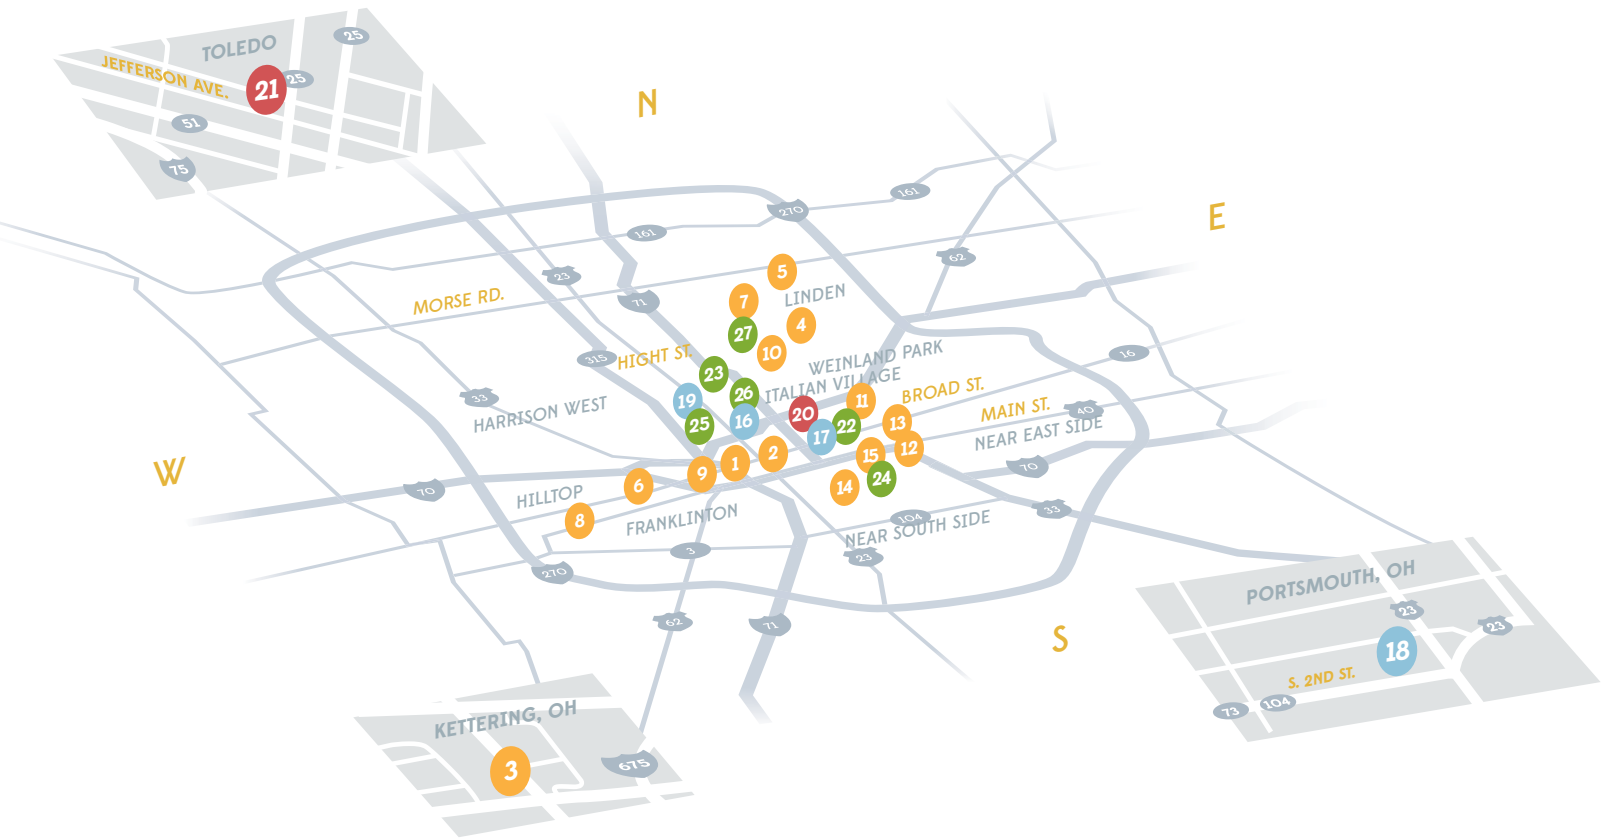 TOLEDO
25
JEFFERSON AVE.
21
25
51
75
N
161
270
E
161
62
23
5
MORSE RD.
71
7
LINDEN
27
4
315
HIGHT ST.
10
WEINLAND PARK
16
23
ITALIAN VILLAGE
BROAD ST.
33
HARRISON WEST
19
26
11
MAIN ST.
40
25
16
20
17
22
13
NEAR EAST SIDE
W
9
1
2
15
12
70
70
HILLTOP
6
14
24
33
8
FRANKLINTON
104
NEAR SOUTH SIDE
3
23
270
62
71
S
PORTSMOUTH, OH
23
23
18
S. 2ND ST.
73
104
KETTERING, OH
3
675